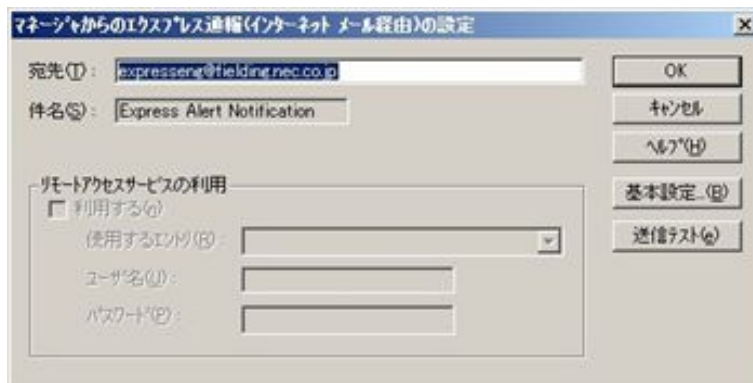 マネージャからのエクスプレス通報(インターネット メール経由)の設定
宛先(T): expresseng@fielding.nec.co.jp OK
件名(S): Express Alert Notification キャンセル
ヘルプ(H)
リモートアクセスサービスの利用 基本設定...(B)
利用する(a)
使用するエントリ(R): 送信テスト(e)
ユーザ名(U):
パスワード(P):